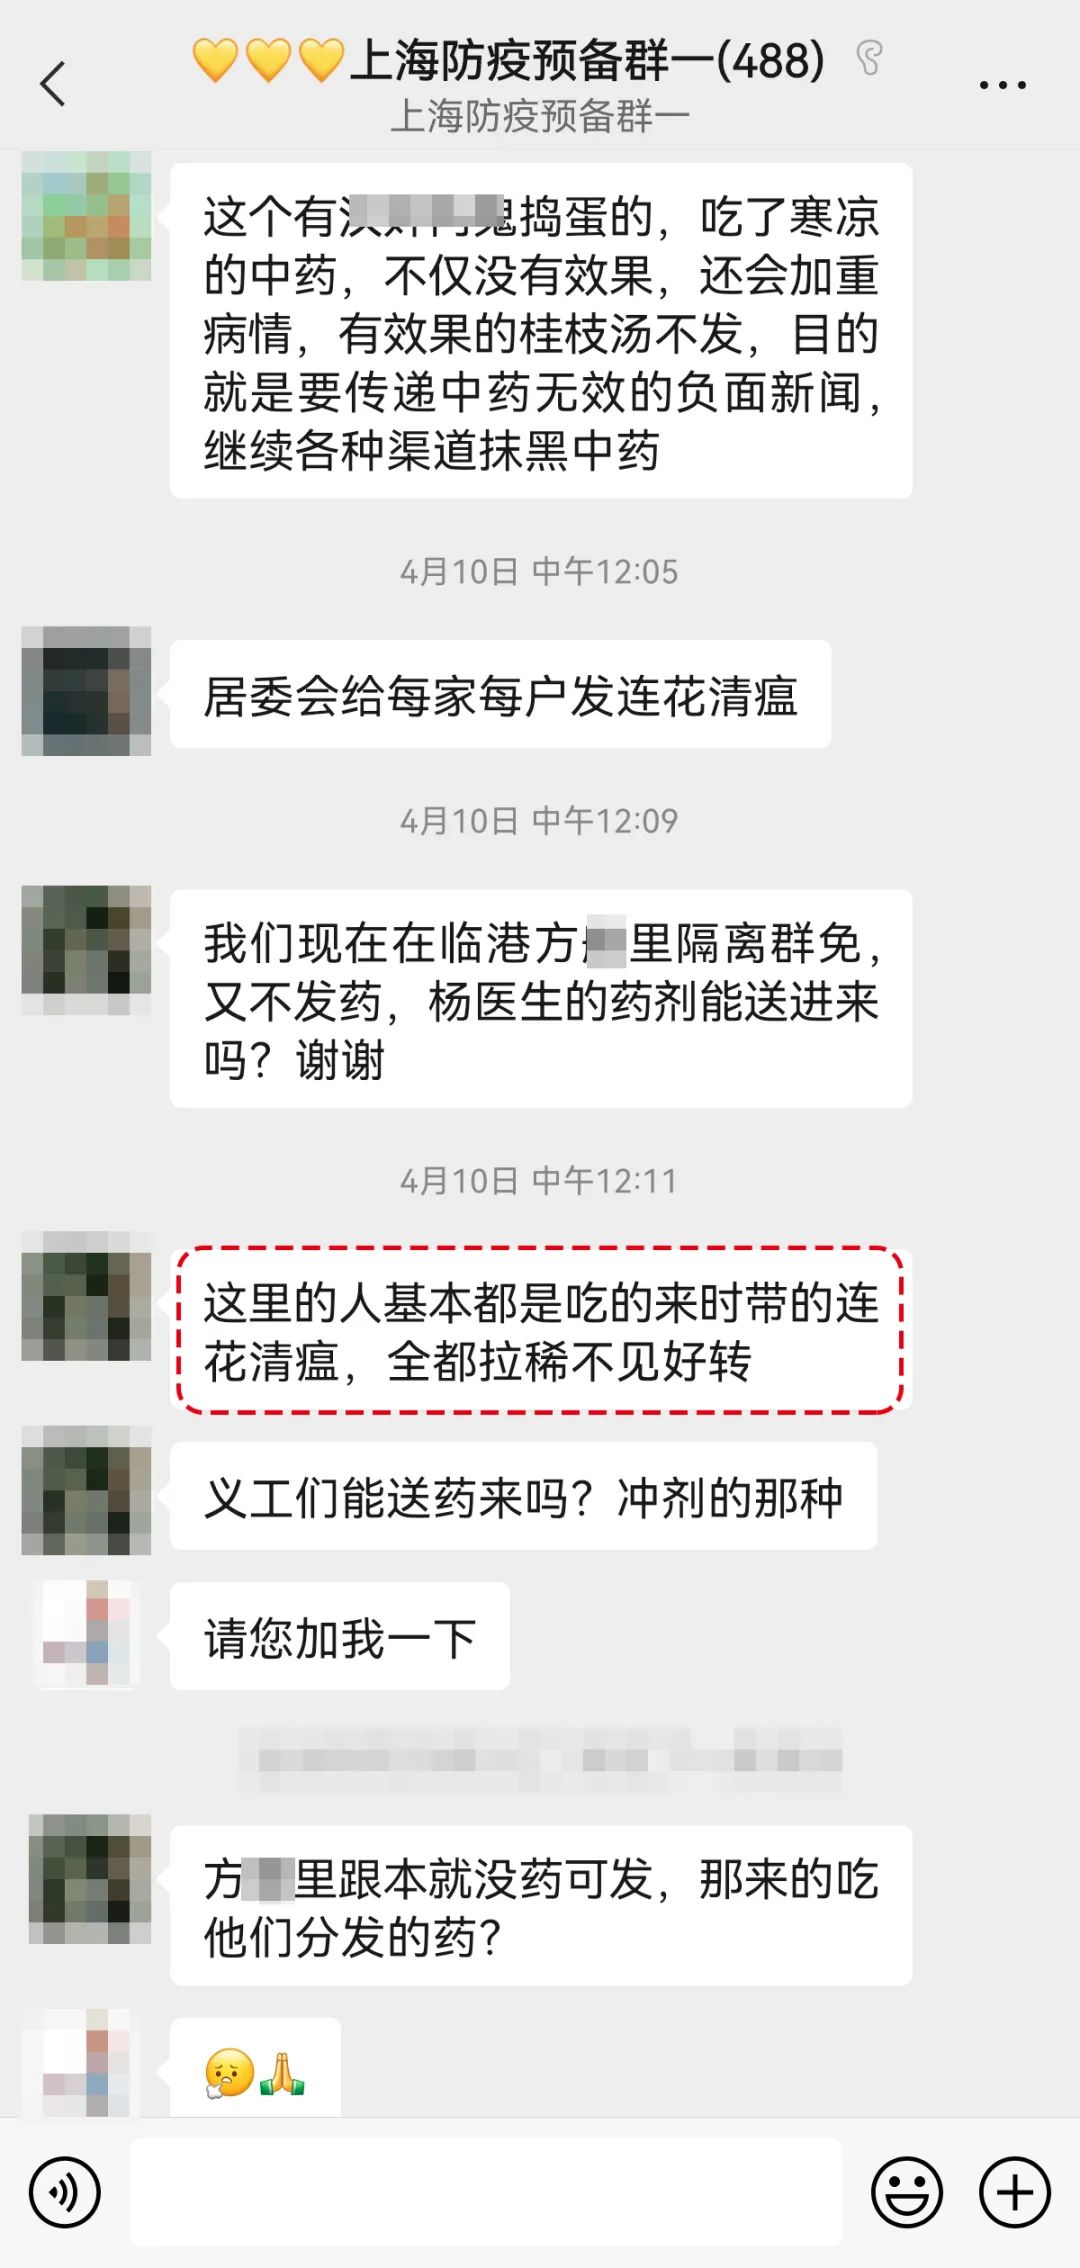 💛💛💛上海防疫预备群一(488)
上海防疫预备群一
这个有捣蛋的，吃了寒凉
的中药，不仅没有效果，还会加重
病情，有效果的桂枝汤不发，目的
就是要传递中药无效的负面新闻，
继续各种渠道抹黑中药
4月10日 中午12:05
居委会给每家每户发连花清瘟
4月10日 中午12:09
我们现在在临港方里隔离群免，
又不发药，杨医生的药剂能送进来
吗？谢谢
4月10日 中午12:11
这里的人基本都是吃的来时带的连
花清瘟，全都拉稀不见好转
义工们能送药来吗？冲剂的那种
请您加我一下
方里跟本就没药可发，那来的吃
他们分发的药？
😮‍💨🙏